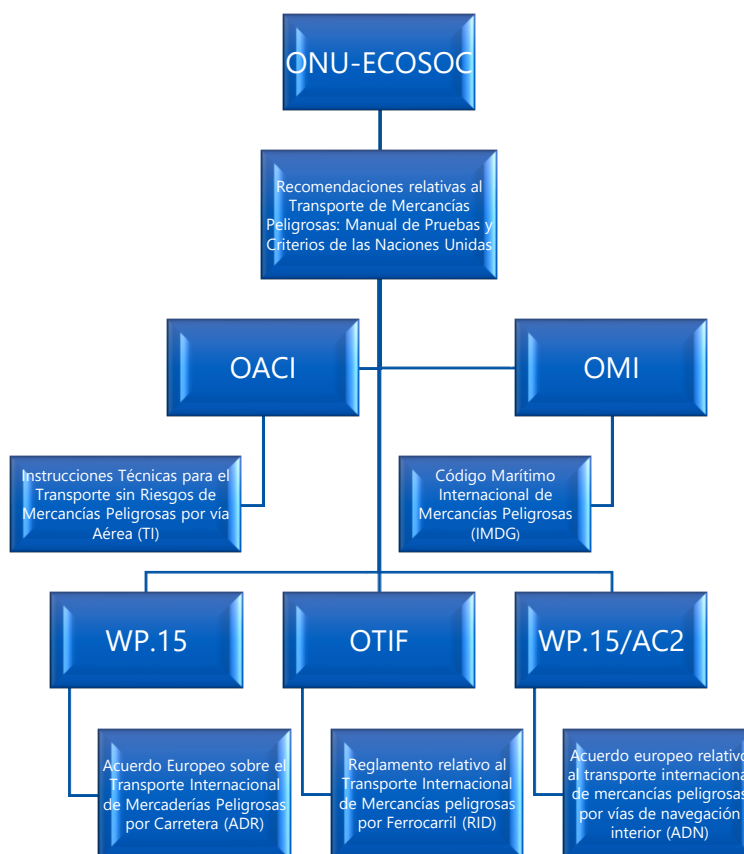 ONU-ECOSOC
Recomendaciones relativas al
Transporte de Mercancías
Peligrosas: Manual de Pruebas y
Criterios de las Naciones Unidas
OACI
OMI
Instrucciones Técnicas para el
Transporte sin Riesgos de
Mercancías Peligrosas por vía
Aérea (TI)
Código Marítimo
Internacional de
Mercancías Peligrosas
(IMDG)
WP.15
OTIF
WP.15/AC2
Acuerdo Europeo sobre el
Transporte Internacional
de Mercaderías Peligrosas
por Carretera (ADR)
Reglamento relativo al
Transporte Internacional
de Mercancías peligrosas
por Ferrocarril (RID)
Acuerdo europeo relativo
al transporte internacional
de mercancías peligrosas
por vías de navegación
interior (ADN)